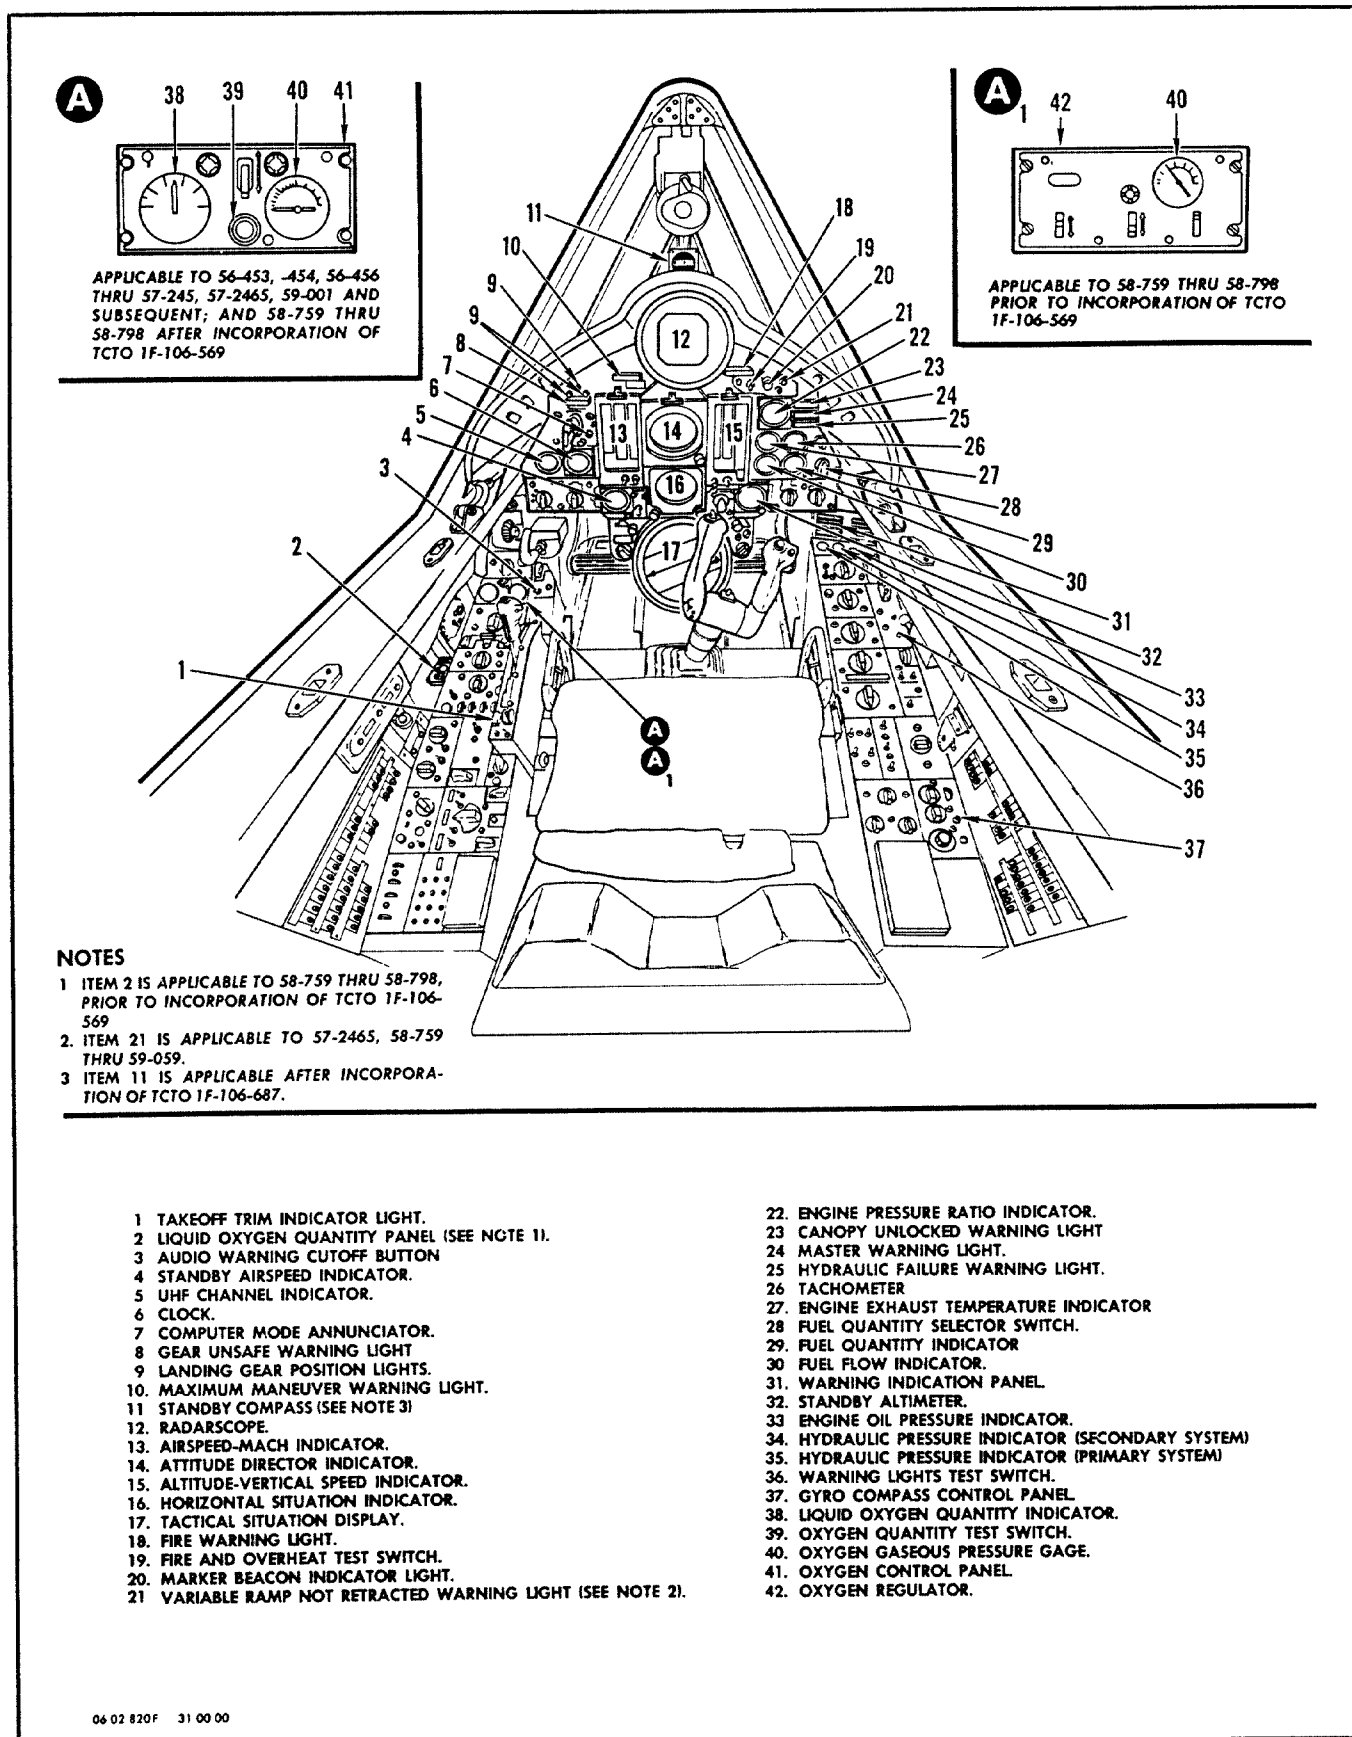 A 38 39 40 41
APPLICABLE TO 56-453, -454, 56-456
THRU 57-245, 57-2465, 59-001 AND
SUBSEQUENT; AND 58-759 THRU
58-798 AFTER INCORPORATION OF
TCTO 1F-106-569
A 1 42 40
APPLICABLE TO 58-759 THRU 58-798
PRIOR TO INCORPORATION OF TCTO
1F-106-569
11
10
9
9
8
7
6
5
4
3
2
1
12
13
14
15
16
17
18
19
20
21
22
23
24
25
26
27
28
29
30
31
32
33
34
35
36
37
A
A 1
NOTES
1 ITEM 2 IS APPLICABLE TO 58-759 THRU 58-798,
PRIOR TO INCORPORATION OF TCTO 1F-106-
569
2. ITEM 21 IS APPLICABLE TO 57-2465, 58-759
THRU 59-059.
3 ITEM 11 IS APPLICABLE AFTER INCORPORA-
TION OF TCTO 1F-106-687.
1 TAKEOFF TRIM INDICATOR LIGHT.
2 LIQUID OXYGEN QUANTITY PANEL (SEE NOTE 1).
3 AUDIO WARNING CUTOFF BUTTON
4 STANDBY AIRSPEED INDICATOR.
5 UHF CHANNEL INDICATOR.
6 CLOCK.
7 COMPUTER MODE ANNUNCIATOR.
8 GEAR UNSAFE WARNING LIGHT
9 LANDING GEAR POSITION LIGHTS.
10. MAXIMUM MANEUVER WARNING LIGHT.
11 STANDBY COMPASS (SEE NOTE 3)
12. RADARSCOPE.
13. AIRSPEED-MACH INDICATOR.
14. ATTITUDE DIRECTOR INDICATOR.
15. ALTITUDE-VERTICAL SPEED INDICATOR.
16. HORIZONTAL SITUATION INDICATOR.
17. TACTICAL SITUATION DISPLAY.
18. FIRE WARNING LIGHT.
19. FIRE AND OVERHEAT TEST SWITCH.
20. MARKER BEACON INDICATOR LIGHT.
21 VARIABLE RAMP NOT RETRACTED WARNING LIGHT (SEE NOTE 2).
22. ENGINE PRESSURE RATIO INDICATOR.
23 CANOPY UNLOCKED WARNING LIGHT
24 MASTER WARNING LIGHT.
25 HYDRAULIC FAILURE WARNING LIGHT.
26 TACHOMETER
27. ENGINE EXHAUST TEMPERATURE INDICATOR
28 FUEL QUANTITY SELECTOR SWITCH.
29. FUEL QUANTITY INDICATOR
30 FUEL FLOW INDICATOR.
31. WARNING INDICATION PANEL
32. STANDBY ALTIMETER.
33 ENGINE OIL PRESSURE INDICATOR.
34. HYDRAULIC PRESSURE INDICATOR (SECONDARY SYSTEM)
35. HYDRAULIC PRESSURE INDICATOR (PRIMARY SYSTEM)
36. WARNING LIGHTS TEST SWITCH.
37. GYRO COMPASS CONTROL PANEL
38. LIQUID OXYGEN QUANTITY INDICATOR.
39. OXYGEN QUANTITY TEST SWITCH.
40. OXYGEN GASEOUS PRESSURE GAGE.
41. OXYGEN CONTROL PANEL
42. OXYGEN REGULATOR.
06 02 820F 31 00 00